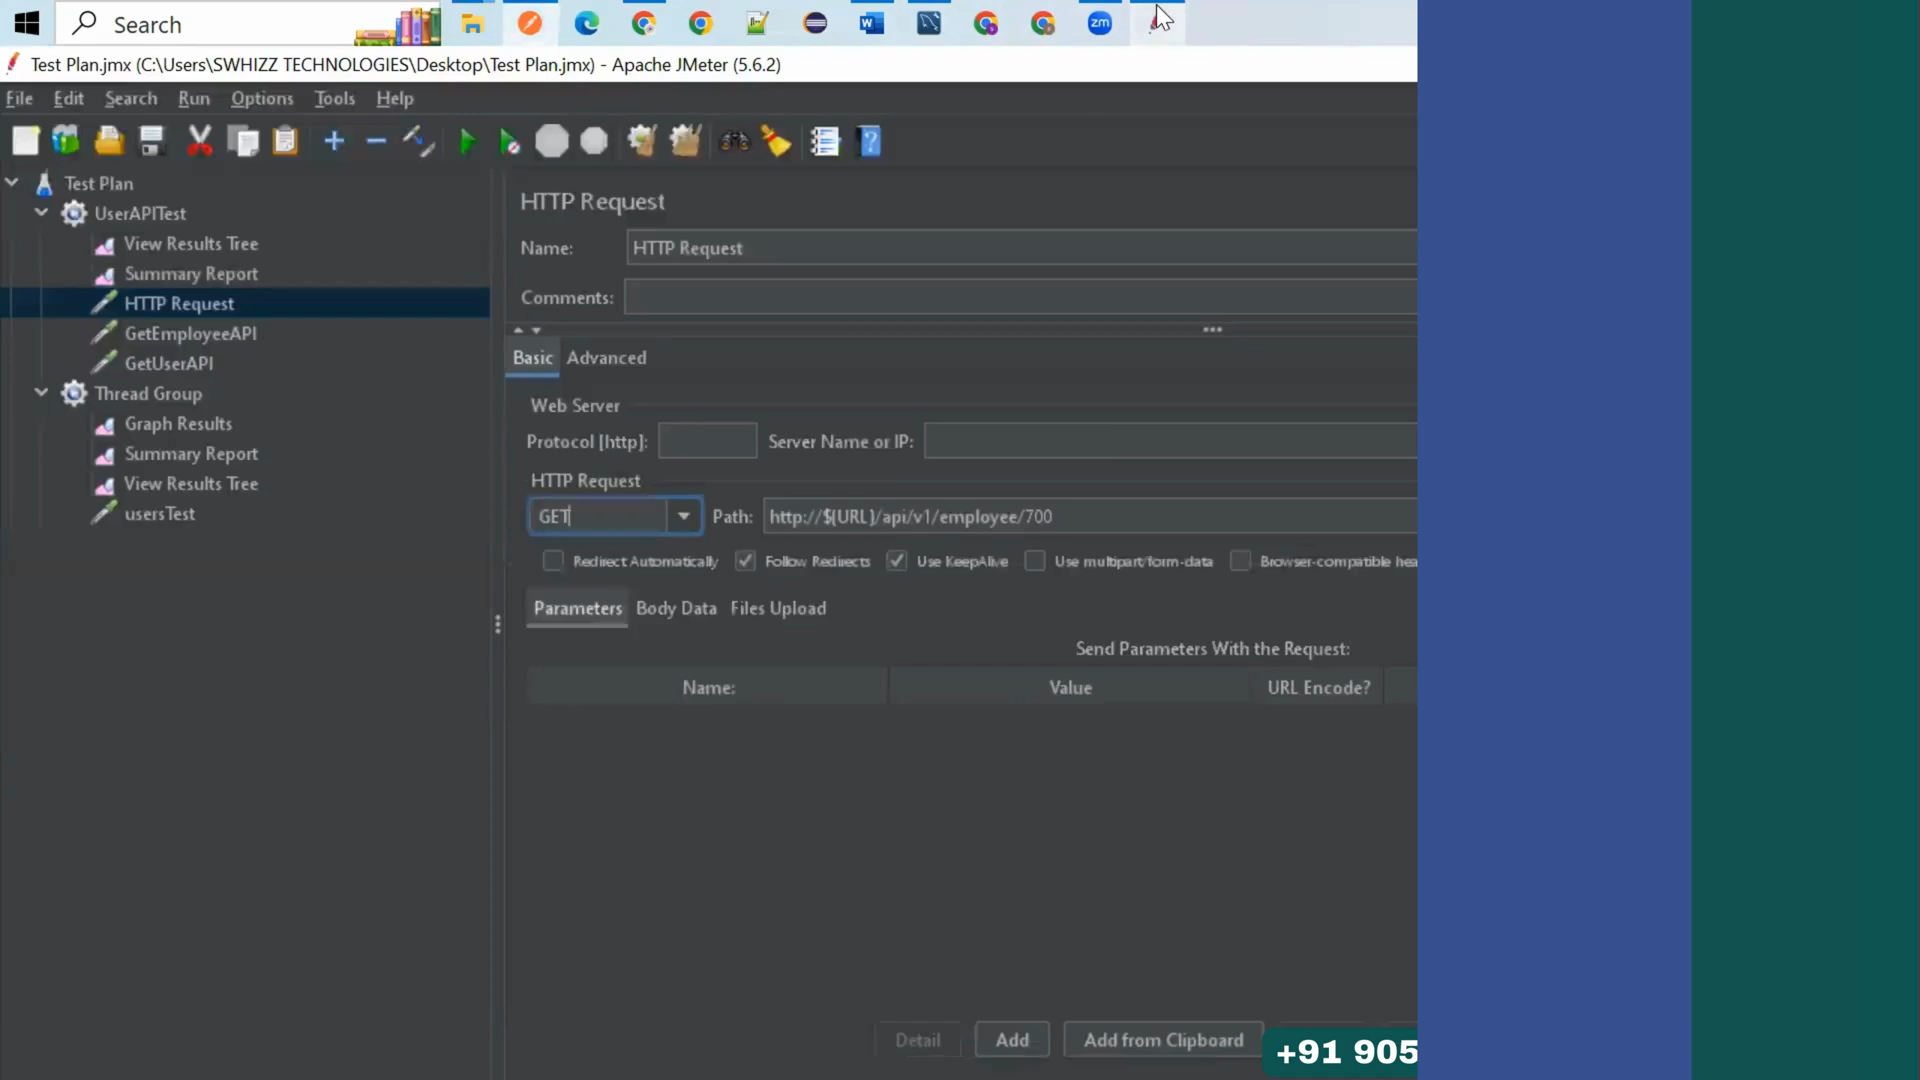 Search
zm
Test Plan.jmx (C:\Users\SWHIZZ TECHNOLOGIES\Desktop\Test Plan.jmx) - Apache JMeter (5.6.2)
File Edit Search Run Options Tools Help
Test Plan
UserAPITest
View Results Tree
Summary Report
HTTP Request
GetEmployeeAPI
GetUserAPI
Thread Group
Graph Results
Summary Report
View Results Tree
usersTest
HTTP Request
Name: HTTP Request
Comments:
Basic Advanced
Web Server
Protocol [http]: Server Name or IP:
HTTP Request
GET Path: http://${URL}/api/v1/employee/700
Redirect Automatically Follow Redirects Use KeepAlive Use multipart/form-data Browser-compatible hea
Parameters Body Data Files Upload
Send Parameters With the Request:
Name: Value URL Encode?
Detail Add Add from Clipboard
+91 905